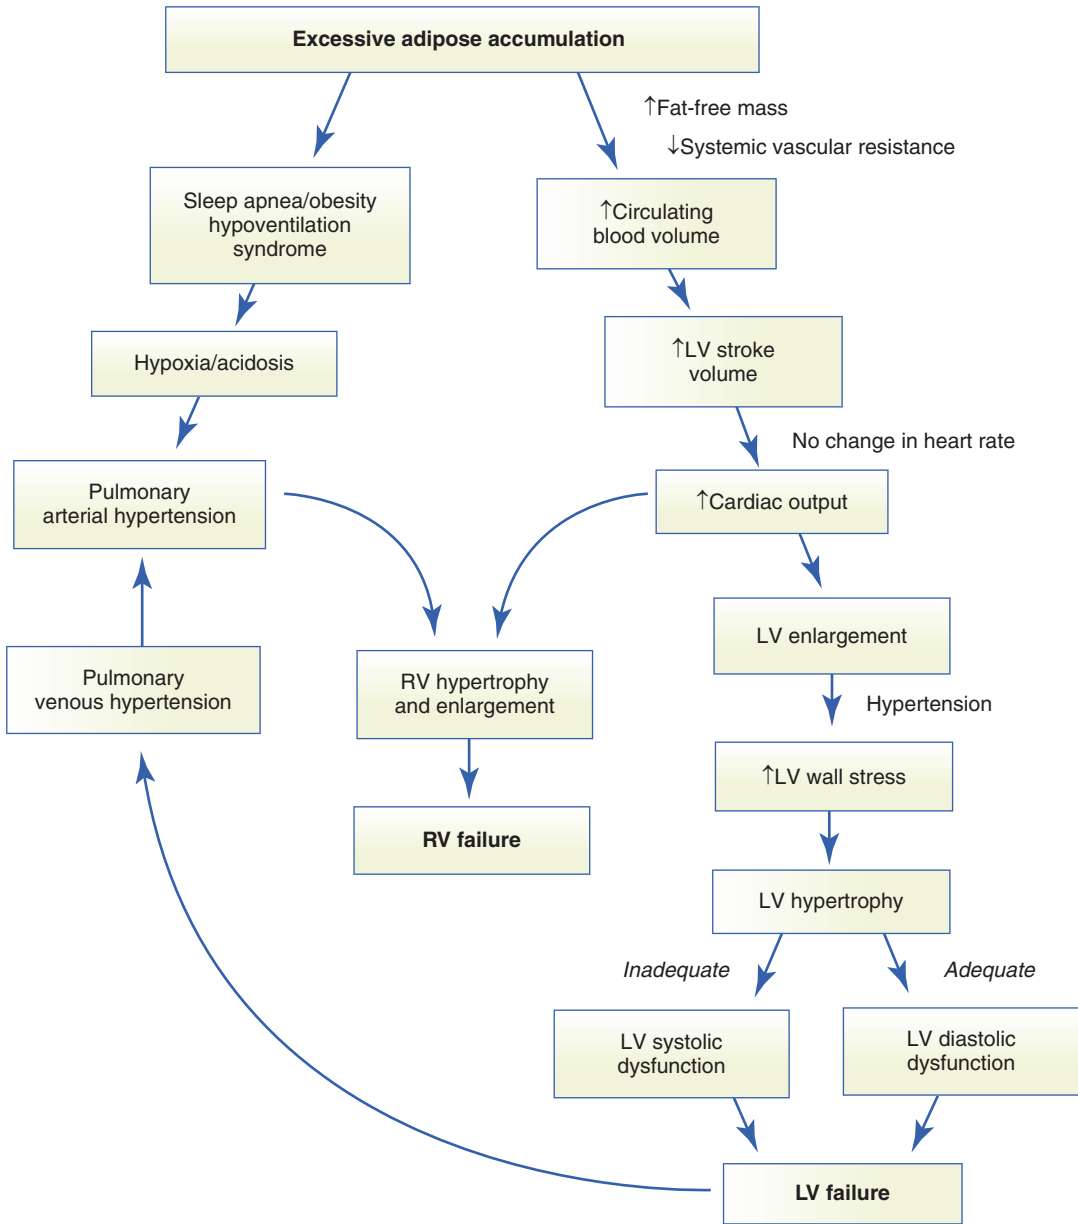 Excessive adipose accumulation
↑Fat-free mass
↓Systemic vascular resistance
Sleep apnea/obesity
hypoventilation
syndrome
↑Circulating
blood volume
Hypoxia/acidosis
↑LV stroke
volume
No change in heart rate
Pulmonary
arterial hypertension
↑Cardiac output
LV enlargement
Pulmonary
venous hypertension
RV hypertrophy
and enlargement
Hypertension
↑LV wall stress
RV failure
LV hypertrophy
Inadequate
Adequate
LV systolic
dysfunction
LV diastolic
dysfunction
LV failure